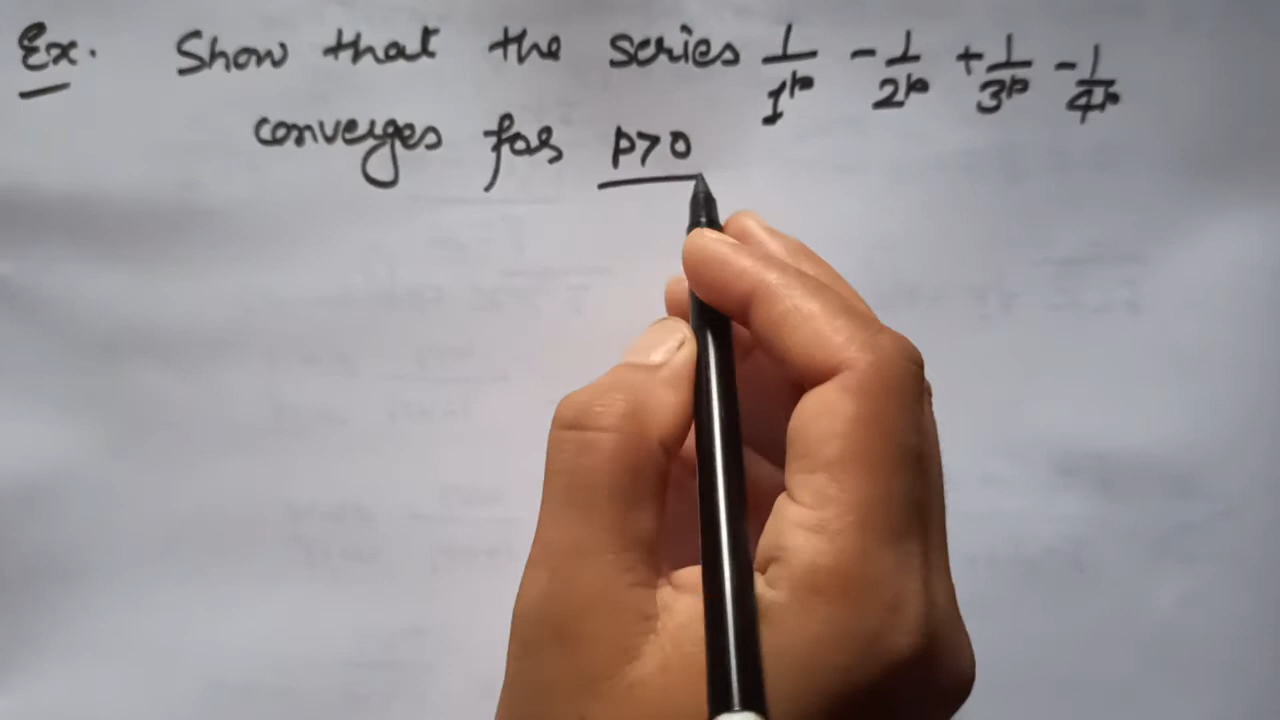 Ex. Show that the series 1/1^p - 1/2^p + 1/3^p - 1/4^p
converges for p>0